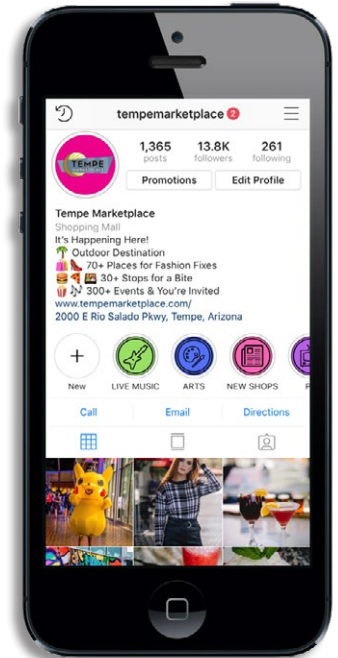 tempemarketplace 2
1,365 13.8K 261
posts followers following
Promotions Edit Profile
TEMPE
Tempe Marketplace
Shopping Mall
It's Happening Here!
🌴 Outdoor Destination
🛍👠 70+ Places for Fashion Fixes
🍔🍕🍱 30+ Stops for a Bite
🍿🎶 300+ Events & You're Invited
www.tempemarketplace.com/
2000 E Rio Salado Pkwy, Tempe, Arizona
New LIVE MUSIC ARTS NEW SHOPS
Call Email Directions